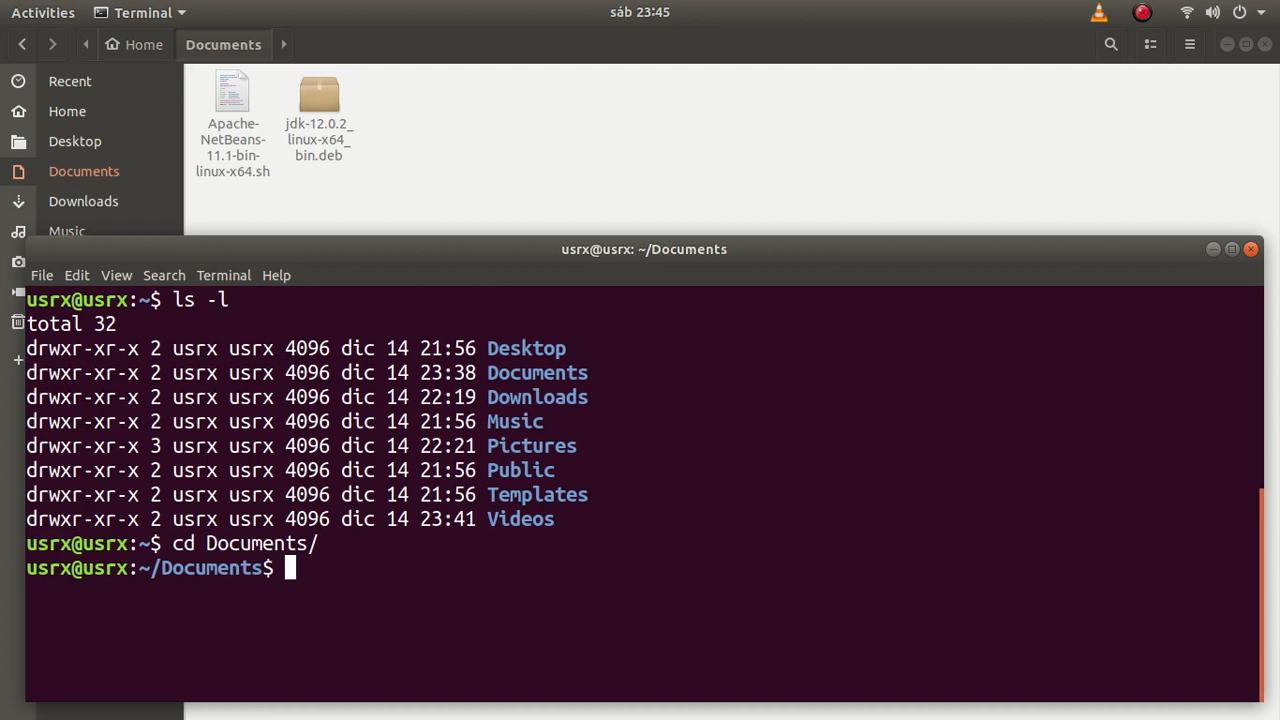 Activities Terminal sáb 23:45
Home Documents
Recent
Home
Desktop
Documents
Downloads
Music
Apache-
NetBeans-
11.1-bin-
linux-x64.sh
jdk-12.0.2_
linux-x64_
bin.deb
usrx@usrx: ~/Documents
File Edit View Search Terminal Help
usrx@usrx:~$ ls -l
total 32
drwxr-xr-x 2 usrx usrx 4096 dic 14 21:56 Desktop
drwxr-xr-x 2 usrx usrx 4096 dic 14 23:38 Documents
drwxr-xr-x 2 usrx usrx 4096 dic 14 22:19 Downloads
drwxr-xr-x 2 usrx usrx 4096 dic 14 21:56 Music
drwxr-xr-x 3 usrx usrx 4096 dic 14 22:21 Pictures
drwxr-xr-x 2 usrx usrx 4096 dic 14 21:56 Public
drwxr-xr-x 2 usrx usrx 4096 dic 14 21:56 Templates
drwxr-xr-x 2 usrx usrx 4096 dic 14 23:41 Videos
usrx@usrx:~$ cd Documents/
usrx@usrx:~/Documents$